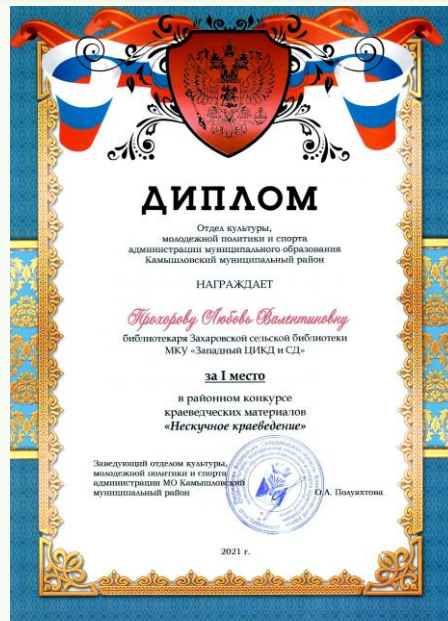 ДИПЛОМ
Отдел культуры,
молодежной политики и спорта
администрации муниципального образования
Камышловский муниципальный район
НАГРАЖДАЕТ
Прохорову Любовь Валентиновну
библиотекаря Захаровской сельской библиотеки
МКУ «Западный ЦИКД и СД»
за I место
в районном конкурсе
краеведческих материалов
«Нескучное краеведение»
Заведующий отделом культуры,
молодежной политики и спорта
администрации МО Камышловский
муниципальный район
О.А. Полуяхтова
2021 г.